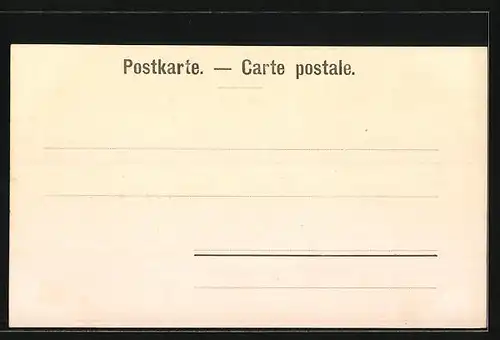 Postkarte. — Carte postale.